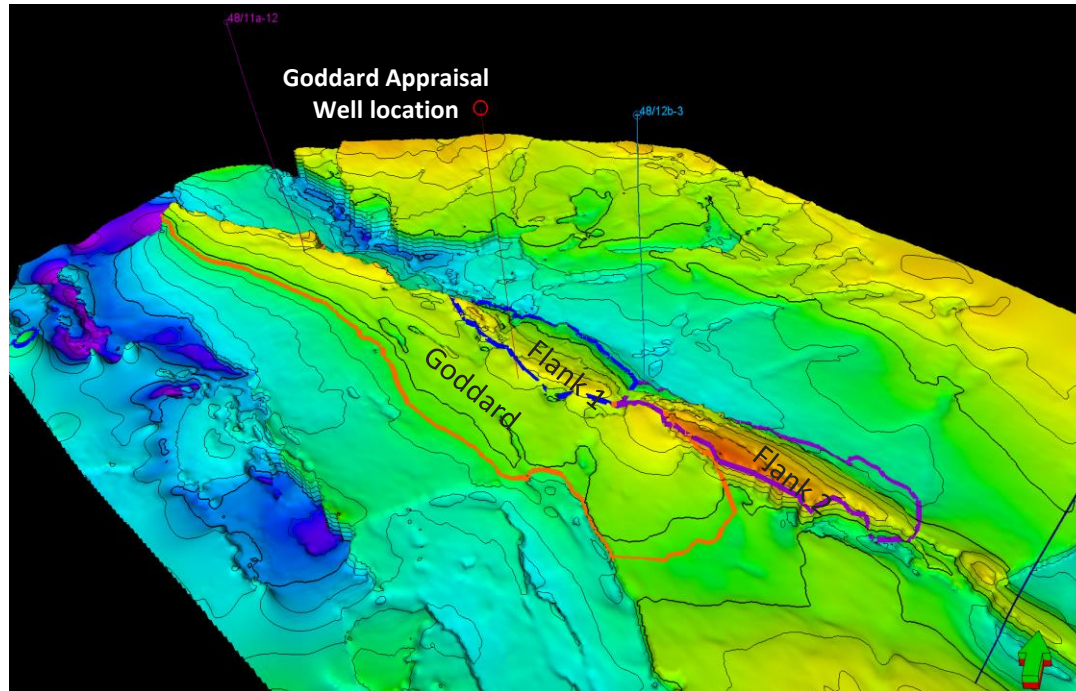 48/11a-12
Goddard Appraisal
Well location
48/12b-3
Flank 1
Goddard
Flank 2